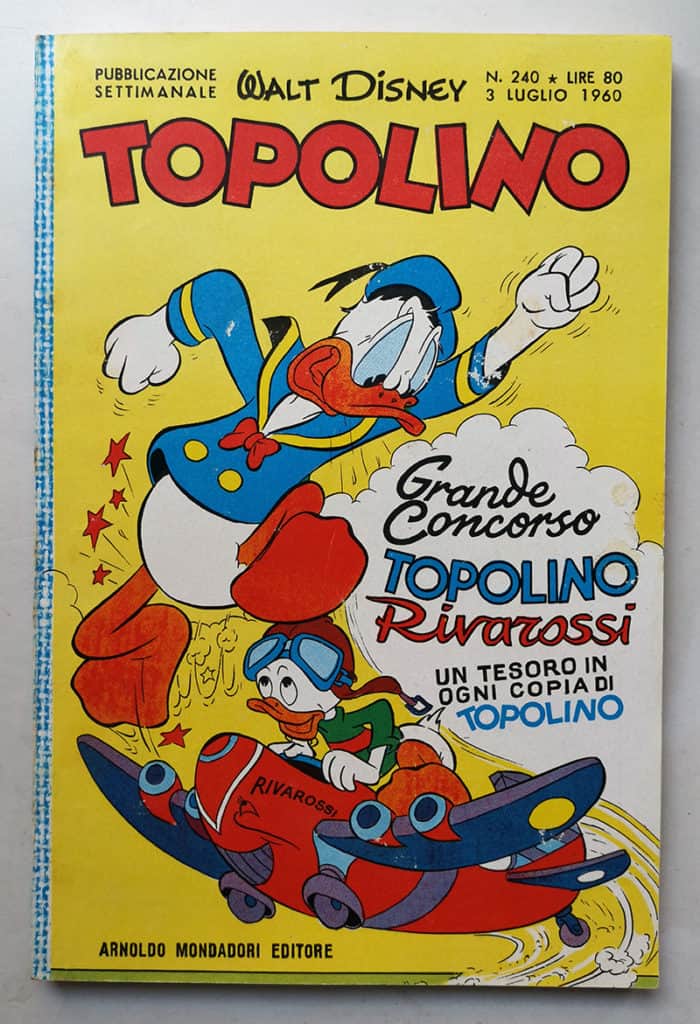 PUBBLICAZIONE
SETTIMANALE
WALT DISNEY
N. 240 ★ LIRE 80
3 LUGLIO 1960
TOPOLINO
Grande
Concorso
TOPOLINO
Rivarossi
UN TESORO IN
OGNI COPIA DI
TOPOLINO
RIVAROSSI
ARNOLDO MONDADORI EDITORE